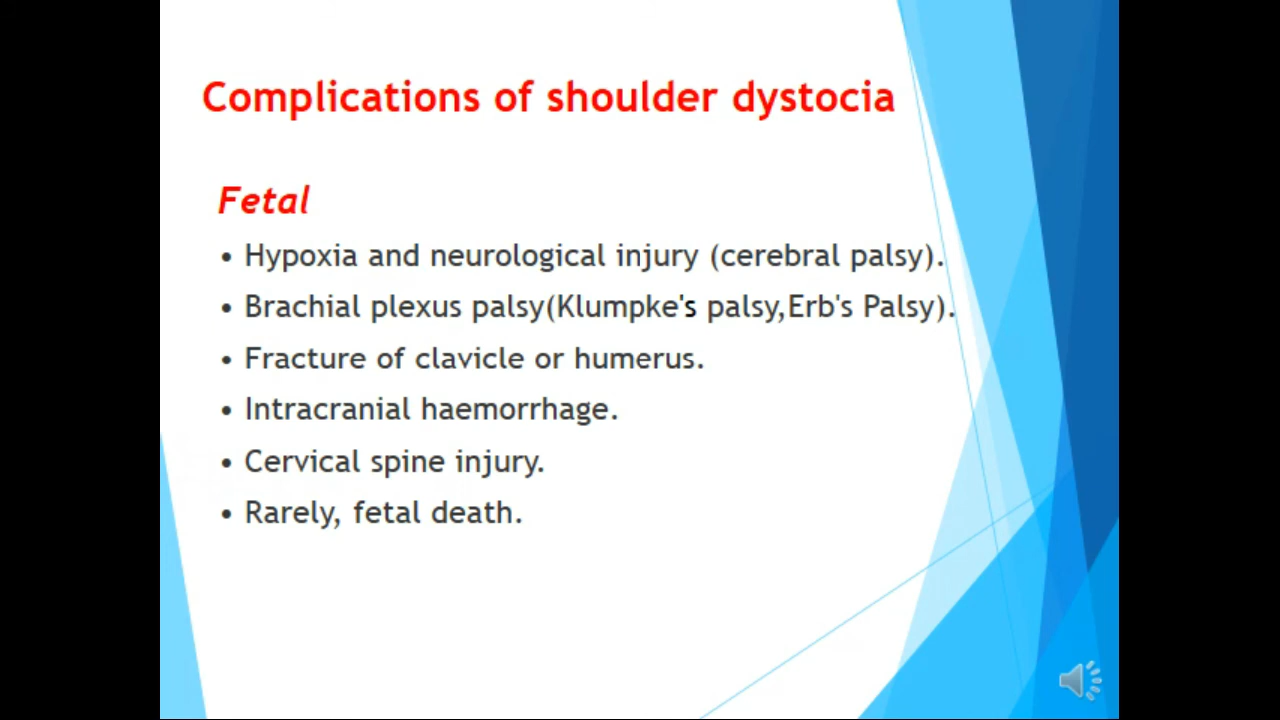 Complications of shoulder dystocia
Fetal
• Hypoxia and neurological injury (cerebral palsy).
• Brachial plexus palsy(Klumpke's palsy,Erb's Palsy).
• Fracture of clavicle or humerus.
• Intracranial haemorrhage.
• Cervical spine injury.
• Rarely, fetal death.